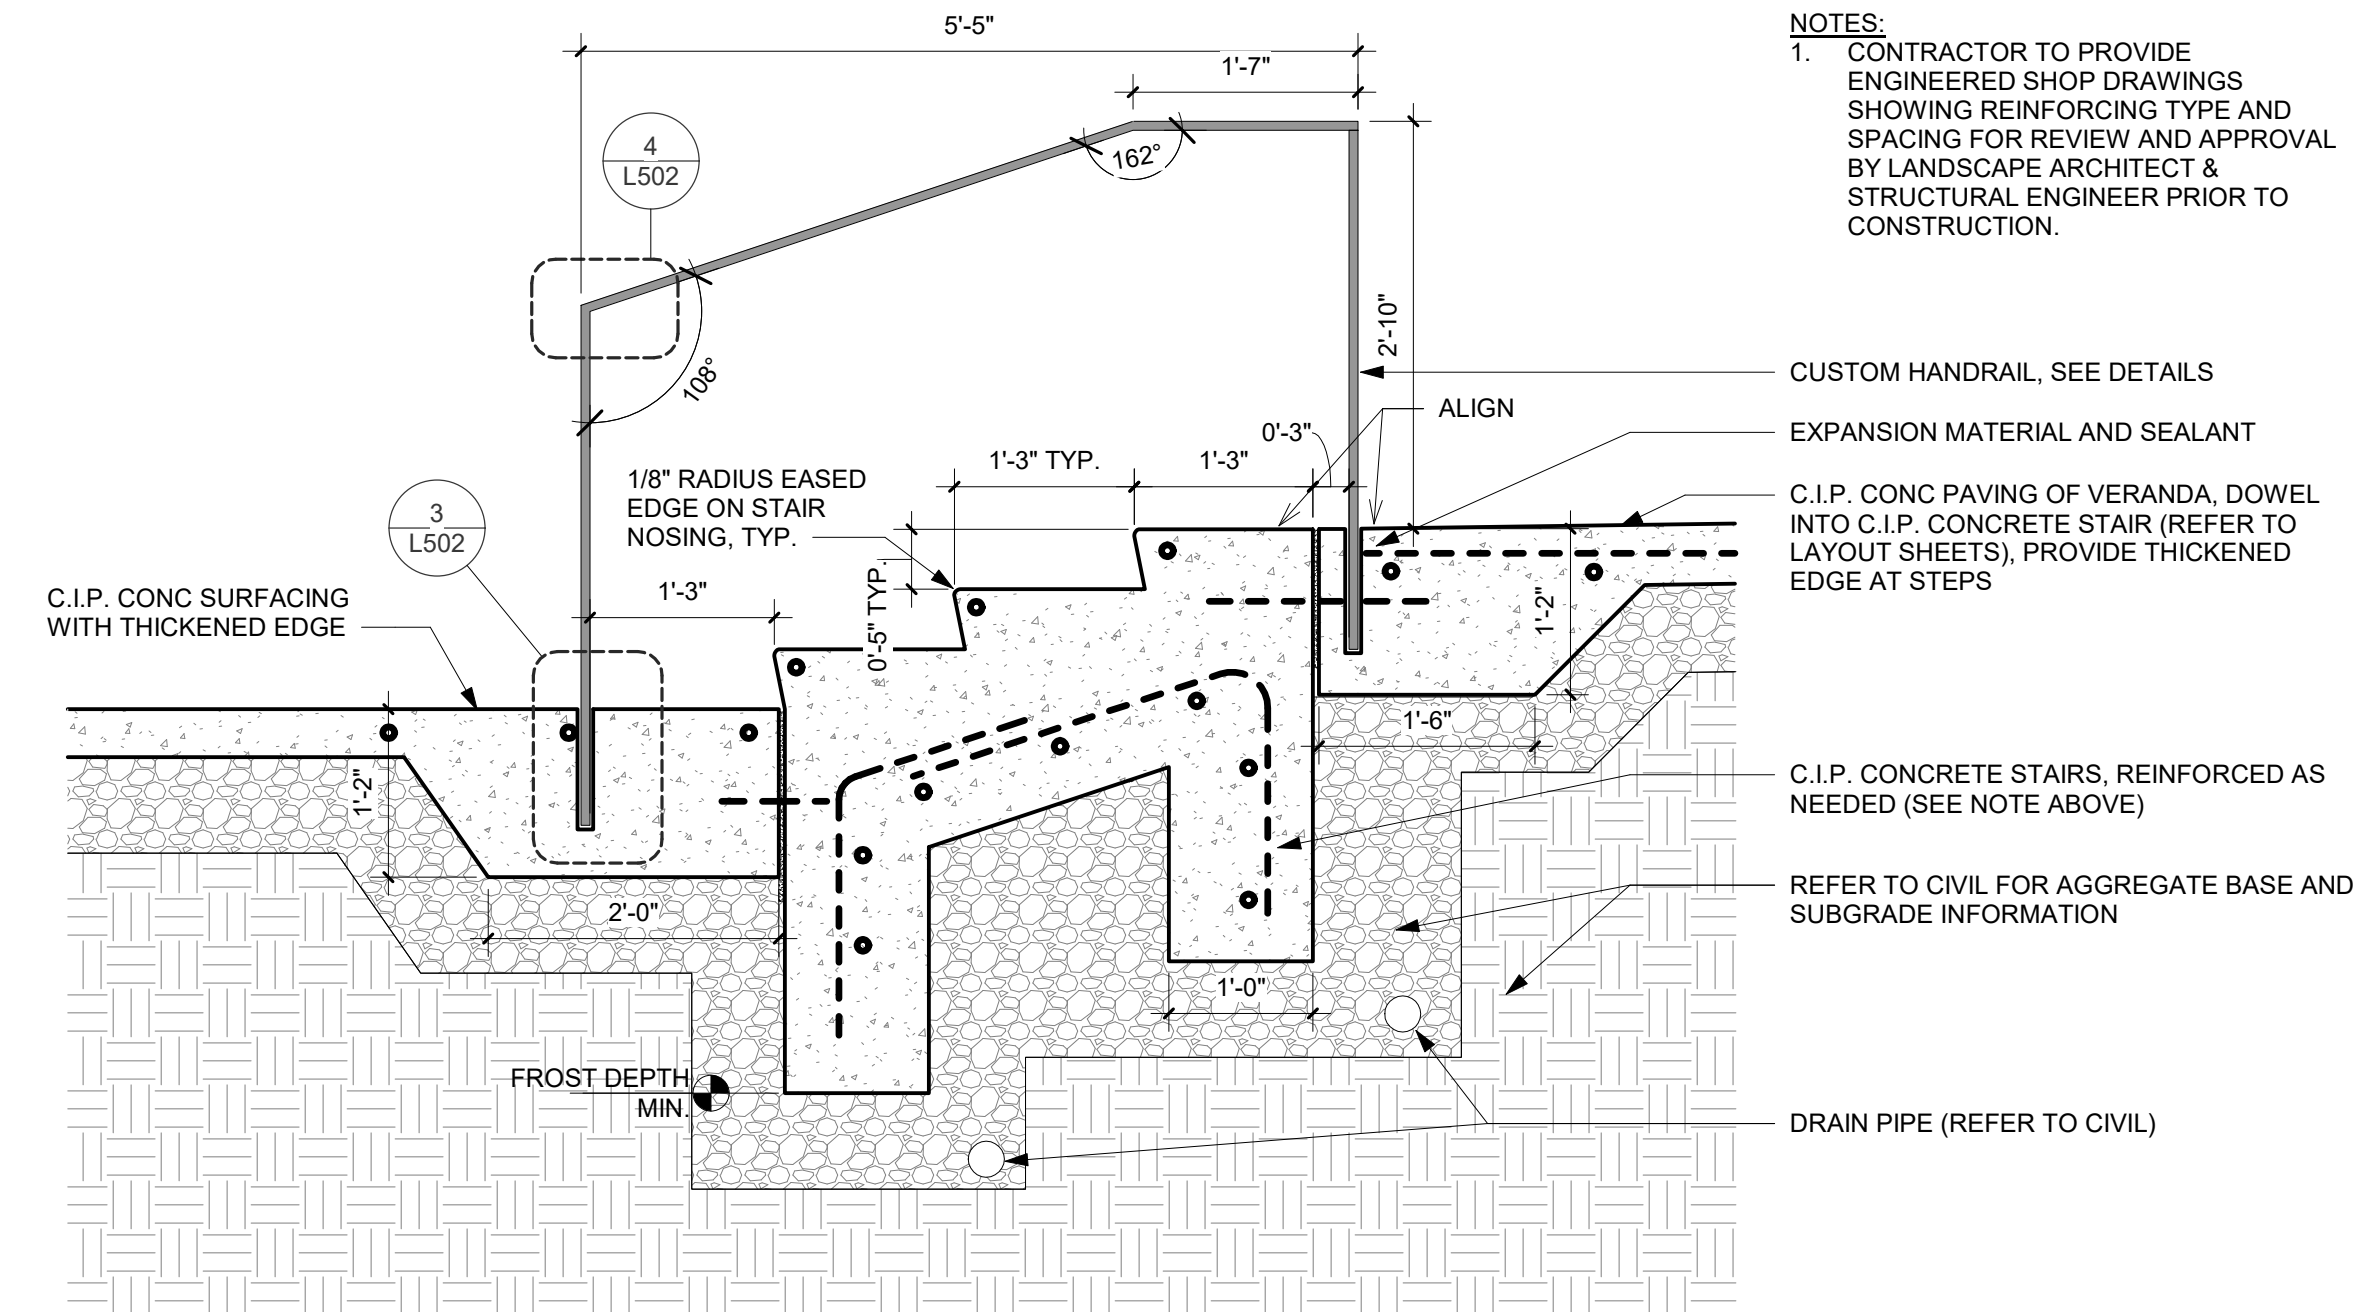 5'-5"
1'-7"
NOTES:
1. CONTRACTOR TO PROVIDE
ENGINEERED SHOP DRAWINGS
SHOWING REINFORCING TYPE AND
SPACING FOR REVIEW AND APPROVAL
BY LANDSCAPE ARCHITECT &
STRUCTURAL ENGINEER PRIOR TO
CONSTRUCTION.
4
L502
162°
108°
2'-10"
CUSTOM HANDRAIL, SEE DETAILS
ALIGN
EXPANSION MATERIAL AND SEALANT
0'-3"
1'-3" TYP.
1'-3"
1/8" RADIUS EASED
EDGE ON STAIR
NOSING, TYP.
C.I.P. CONC PAVING OF VERANDA, DOWEL
INTO C.I.P. CONCRETE STAIR (REFER TO
LAYOUT SHEETS), PROVIDE THICKENED
EDGE AT STEPS
3
L502
1'-3"
0'-5" TYP.
1'-2"
C.I.P. CONC SURFACING
WITH THICKENED EDGE
1'-6"
1'-2"
C.I.P. CONCRETE STAIRS, REINFORCED AS
NEEDED (SEE NOTE ABOVE)
2'-0"
REFER TO CIVIL FOR AGGREGATE BASE AND
SUBGRADE INFORMATION
1'-0"
FROST DEPTH
MIN.
DRAIN PIPE (REFER TO CIVIL)